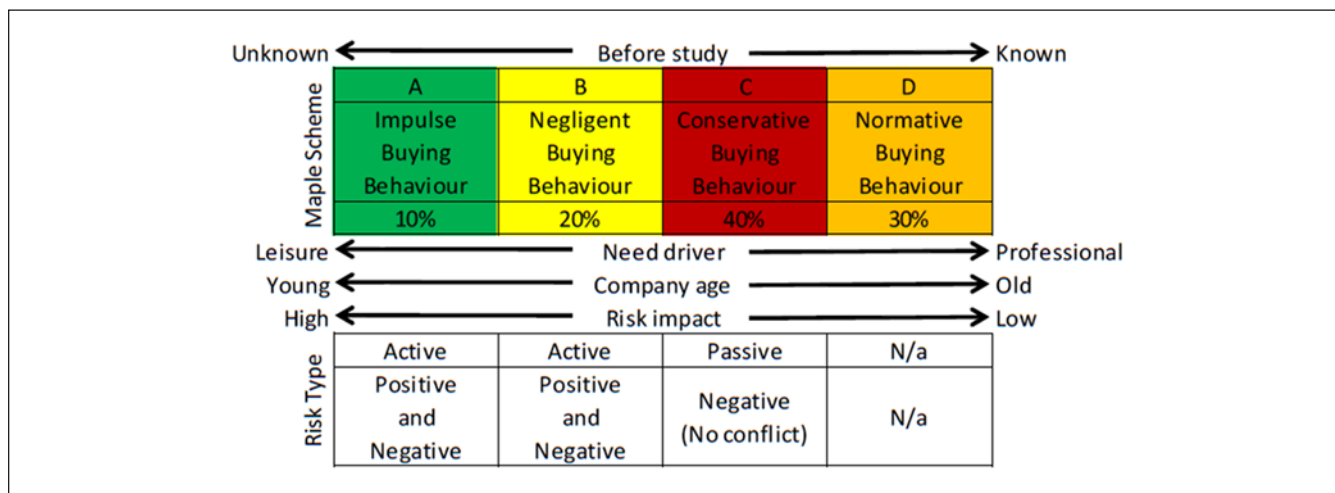 Unknown Before study Known
Maple Scheme
A B C D
Impulse Negligent Conservative Normative
Buying Buying Buying Buying
Behaviour Behaviour Behaviour Behaviour
10% 20% 40% 30%
Leisure Need driver Professional
Young Company age Old
High Risk impact Low
Risk Type
Active Active Passive N/a
Positive Positive Negative N/a
and and (No conflict)
Negative Negative